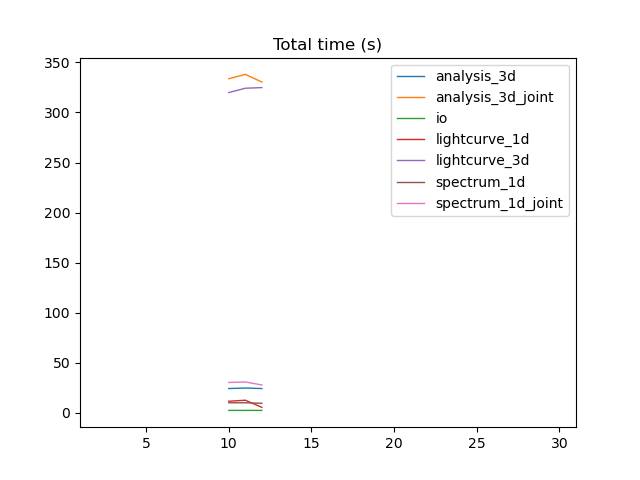 Total time (s)
350
300
250
200
150
100
50
0
5 10 15 20 25 30
analysis_3d
analysis_3d_joint
io
lightcurve_1d
lightcurve_3d
spectrum_1d
spectrum_1d_joint